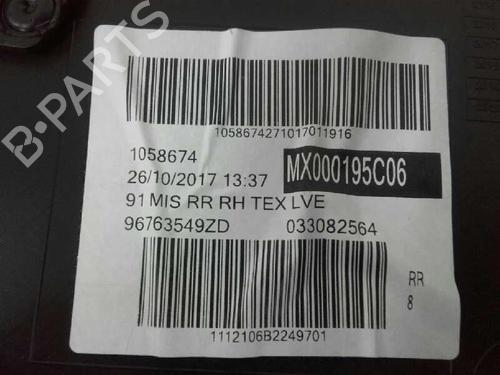 B-PARTS
1058674271017011916
1058674
26/10/2017 13:37
MX000195C06
91 MIS RR RH TEX LVE
96763549ZD 033082564
RR
8
1112106B2249701